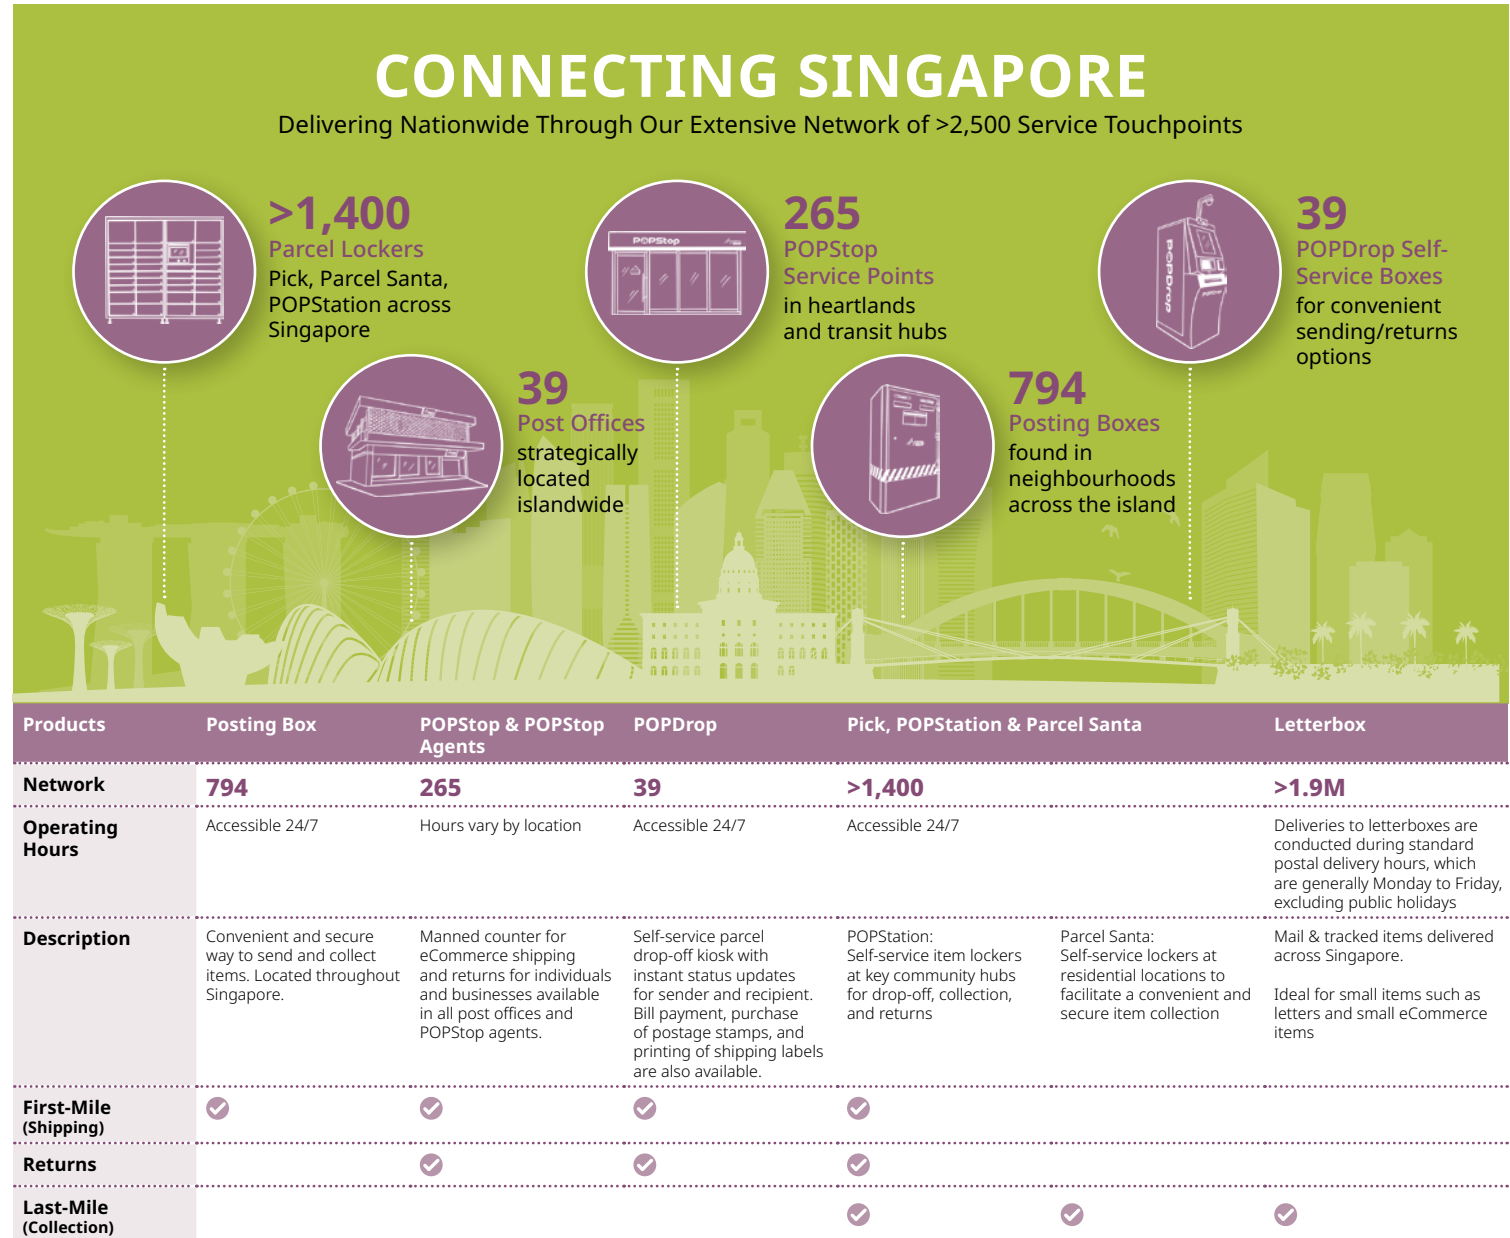 CONNECTING SINGAPORE
Delivering Nationwide Through Our Extensive Network of >2,500 Service Touchpoints
>1,400
Parcel Lockers
Pick, Parcel Santa,
POPStation across
Singapore
POPStop
265
POPStop
Service Points
in heartlands
and transit hubs
POPDrop
39
POPDrop Self-
Service Boxes
for convenient
sending/returns
options
39
Post Offices
strategically
located
islandwide
794
Posting Boxes
found in
neighbourhoods
across the island
Products
Posting Box
POPStop & POPStop
Agents
POPDrop
Pick, POPStation & Parcel Santa
Letterbox
Network
794
265
39
>1,400
>1.9M
Operating
Hours
Accessible 24/7
Hours vary by location
Accessible 24/7
Accessible 24/7
Deliveries to letterboxes are
conducted during standard
postal delivery hours, which
are generally Monday to Friday,
excluding public holidays
Description
Convenient and secure
way to send and collect
items. Located throughout
Singapore.
Manned counter for
eCommerce shipping
and returns for individuals
and businesses available
in all post offices and
POPStop agents.
Self-service parcel
drop-off kiosk with
instant status updates
for sender and recipient.
Bill payment, purchase
of postage stamps, and
printing of shipping labels
are also available.
POPStation:
Self-service item lockers
at key community hubs
for drop-off, collection,
and returns
Parcel Santa:
Self-service lockers at
residential locations to
facilitate a convenient and
secure item collection
Mail & tracked items delivered
across Singapore.
Ideal for small items such as
letters and small eCommerce
items
First-Mile
(Shipping)
Returns
Last-Mile
(Collection)